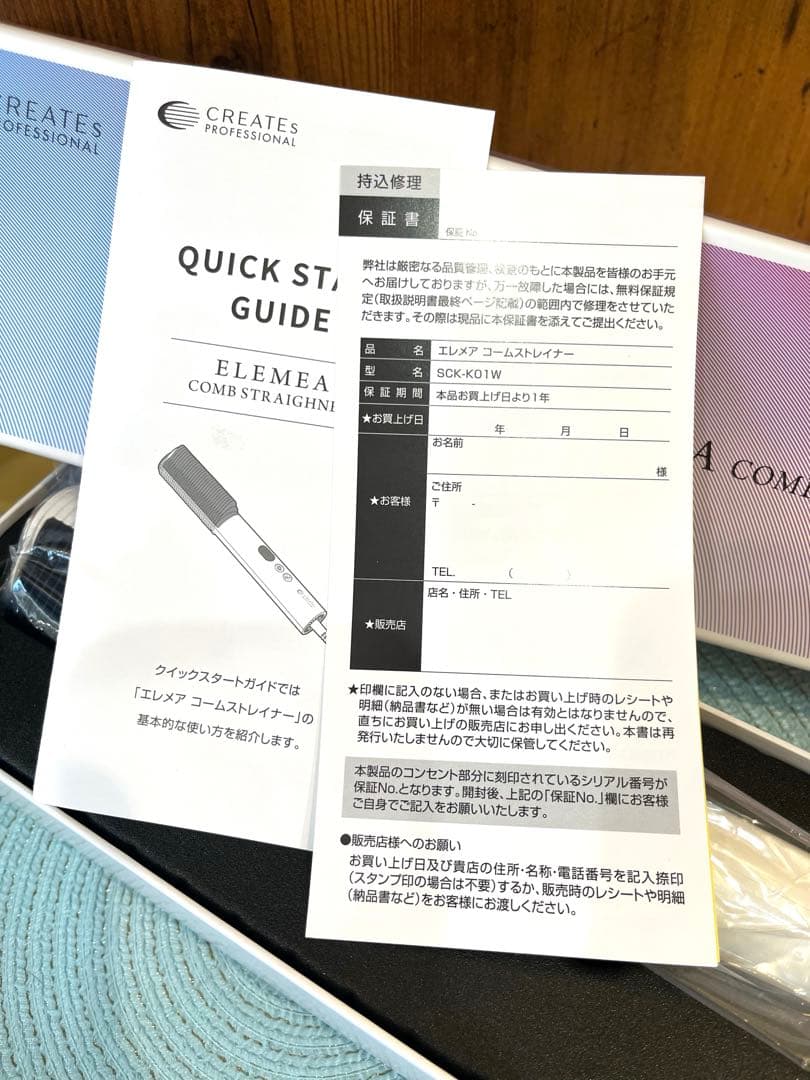 CREATES
PROFESSIONAL
QUICK
GUIDE
ELEMEA
COMB
クイックスタートガイドでは
「エレメア コームストレイナー」の
基本的な使い方を紹介します。
持込修理
保証書
保証No
弊社は厳密なる品質管理、検査のもとに本製品を皆様のお手元
へお届けしておりますが、万一故障した場合には、無料保証規
定(取扱説明書最終ページ記載)の範囲内で修理をさせていた
だきます。その際は現品に本保証書を添えてご提出ください。
品名 エレメア コームストレイナー
型名 SCK-K01W
保証期間 本品お買上げ日より1年
★お買上げ日 年 月 日
★お客様
お名前
様
ご住所
〒 -
TEL. ( )
★販売店
店名・住所・TEL
★印欄に記入のない場合、またはお買い上げ時のレシートや
明細(納品書など)が無い場合は有効とはなりませんので、
直ちにお買い上げの販売店にお申し出ください。本書は再
発行いたしませんので大切に保管してください。
本製品のコンセント部分に刻印されているシリアル番号が
保証No.となります。開封後、上記の「保証No.」欄にお客様
ご自身でご記入をお願いいたします。
●販売店様へのお願い
お買い上げ日及び貴店の住所・名称・電話番号を記入捺印
(スタンプ印の場合は不要)するか、販売時のレシートや明細
(納品書など)をお客様にお渡しください。
CREATES
PROFESSIONAL